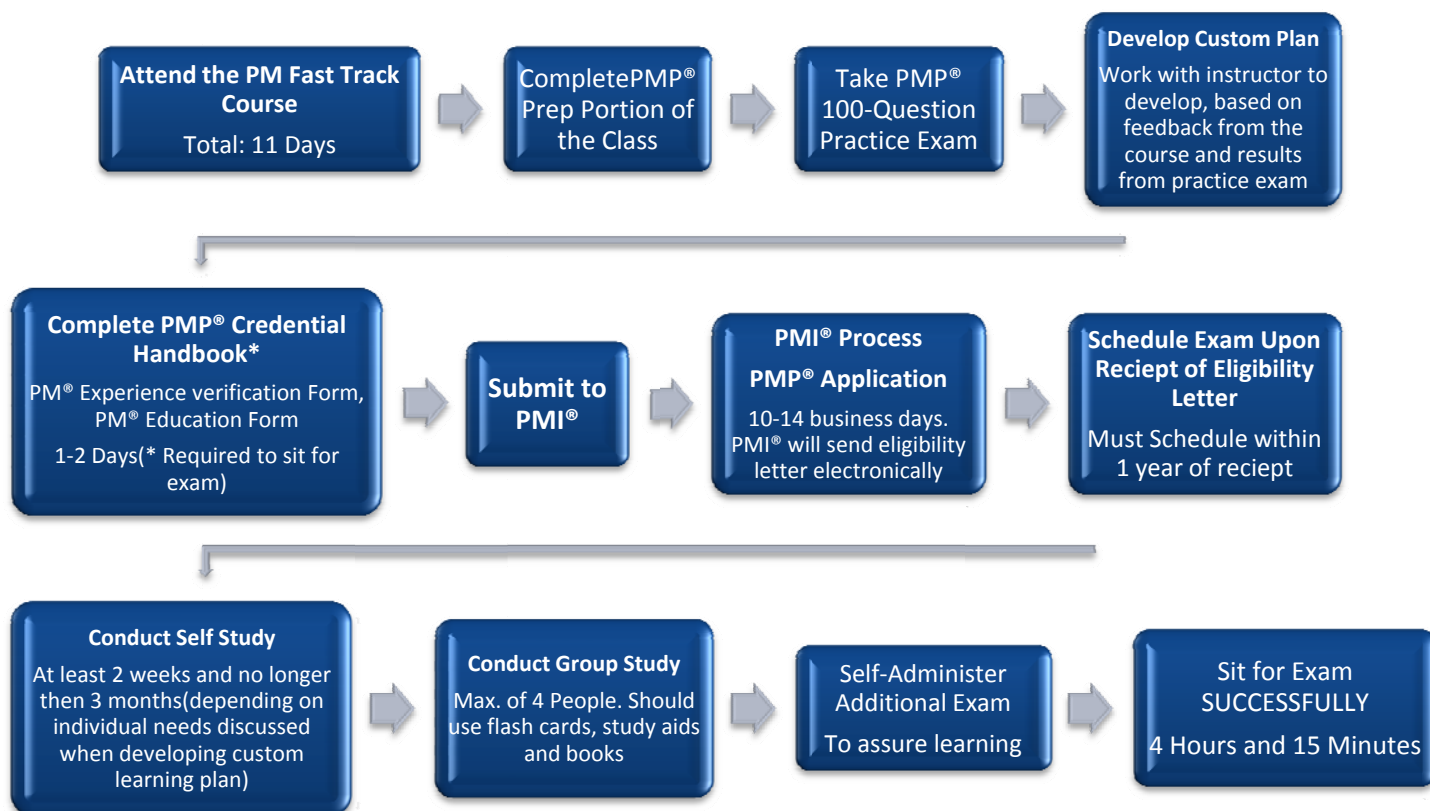 Attend the PM Fast Track
Course
Total: 11 Days
CompletePMP®
Prep Portion of
the Class
Take PMP®
100-Question
Practice Exam
Develop Custom Plan
Work with instructor to
develop, based on
feedback from the
course and results
from practice exam
Complete PMP® Credential
Handbook*
PM® Experience verification Form,
PM® Education Form
1-2 Days(* Required to sit for
exam)
Submit to
PMI®
PMI® Process
PMP® Application
10-14 business days.
PMI® will send eligibility
letter electronically
Schedule Exam Upon
Reciept of Eligibility
Letter
Must Schedule within
1 year of reciept
Conduct Self Study
At least 2 weeks and no longer
then 3 months(depending on
individual needs discussed
when developing custom
learning plan)
Conduct Group Study
Max. of 4 People. Should
use flash cards, study aids
and books
Self-Administer
Additional Exam
To assure learning
Sit for Exam
SUCCESSFULLY
4 Hours and 15 Minutes